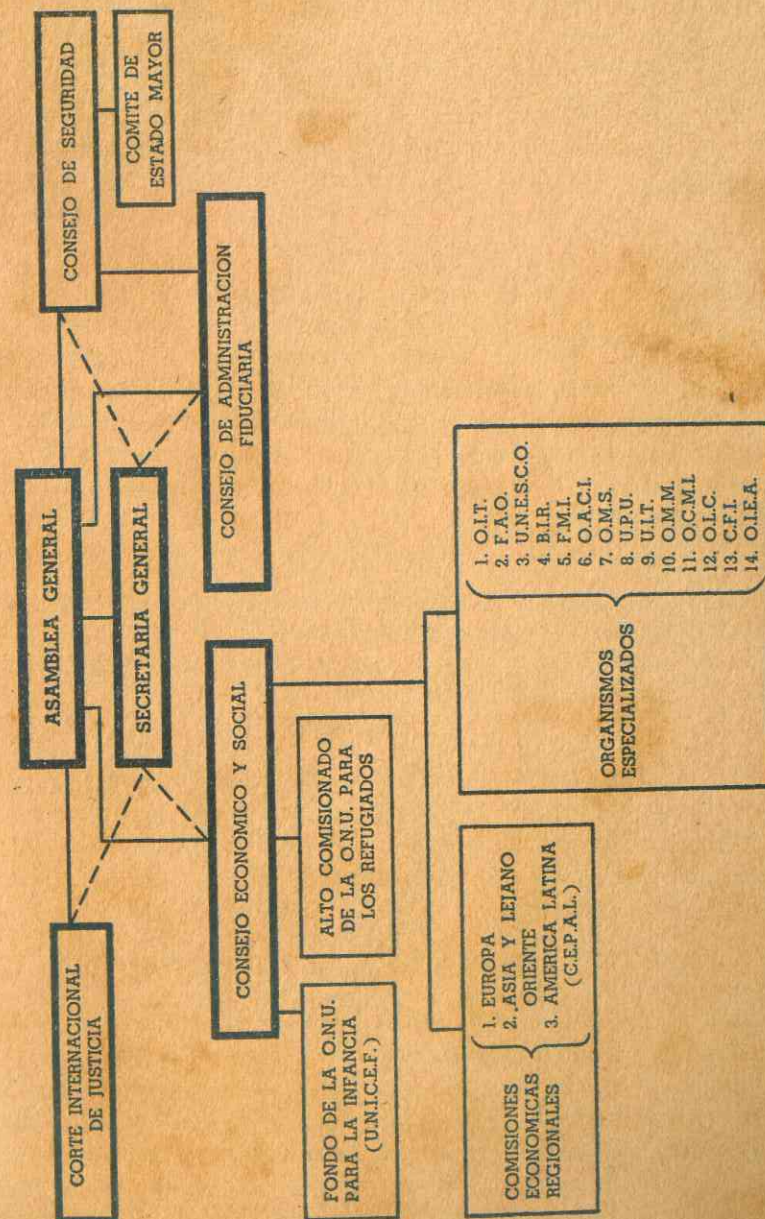 ASAMBLEA GENERAL
CORTE INTERNACIONAL
DE JUSTICIA
CONSEJO DE SEGURIDAD
SECRETARIA GENERAL
COMITE DE
ESTADO MAYOR
CONSEJO ECONOMICO Y SOCIAL
CONSEJO DE ADMINISTRACION
FIDUCIARIA
FONDO DE LA O.N.U.
PARA LA INFANCIA
(U.N.I.C.E.F.)
ALTO COMISIONADO
DE LA O.N.U. PARA
LOS REFUGIADOS
COMISIONES
ECONOMICAS
REGIONALES
1. EUROPA
2. ASIA Y LEJANO
ORIENTE
3. AMERICA LATINA
(C.E.P.A.L.)
ORGANISMOS
ESPECIALIZADOS
1. O.I.T.
2. F.A.O.
3. U.N.E.S.C.O.
4. B.I.R.
5. F.M.I.
6. O.A.C.I.
7. O.M.S.
8. U.P.U.
9. U.I.T.
10. O.M.M.
11. O.C.M.I.
12. O.I.C.
13. C.F.I.
14. O.I.E.A.